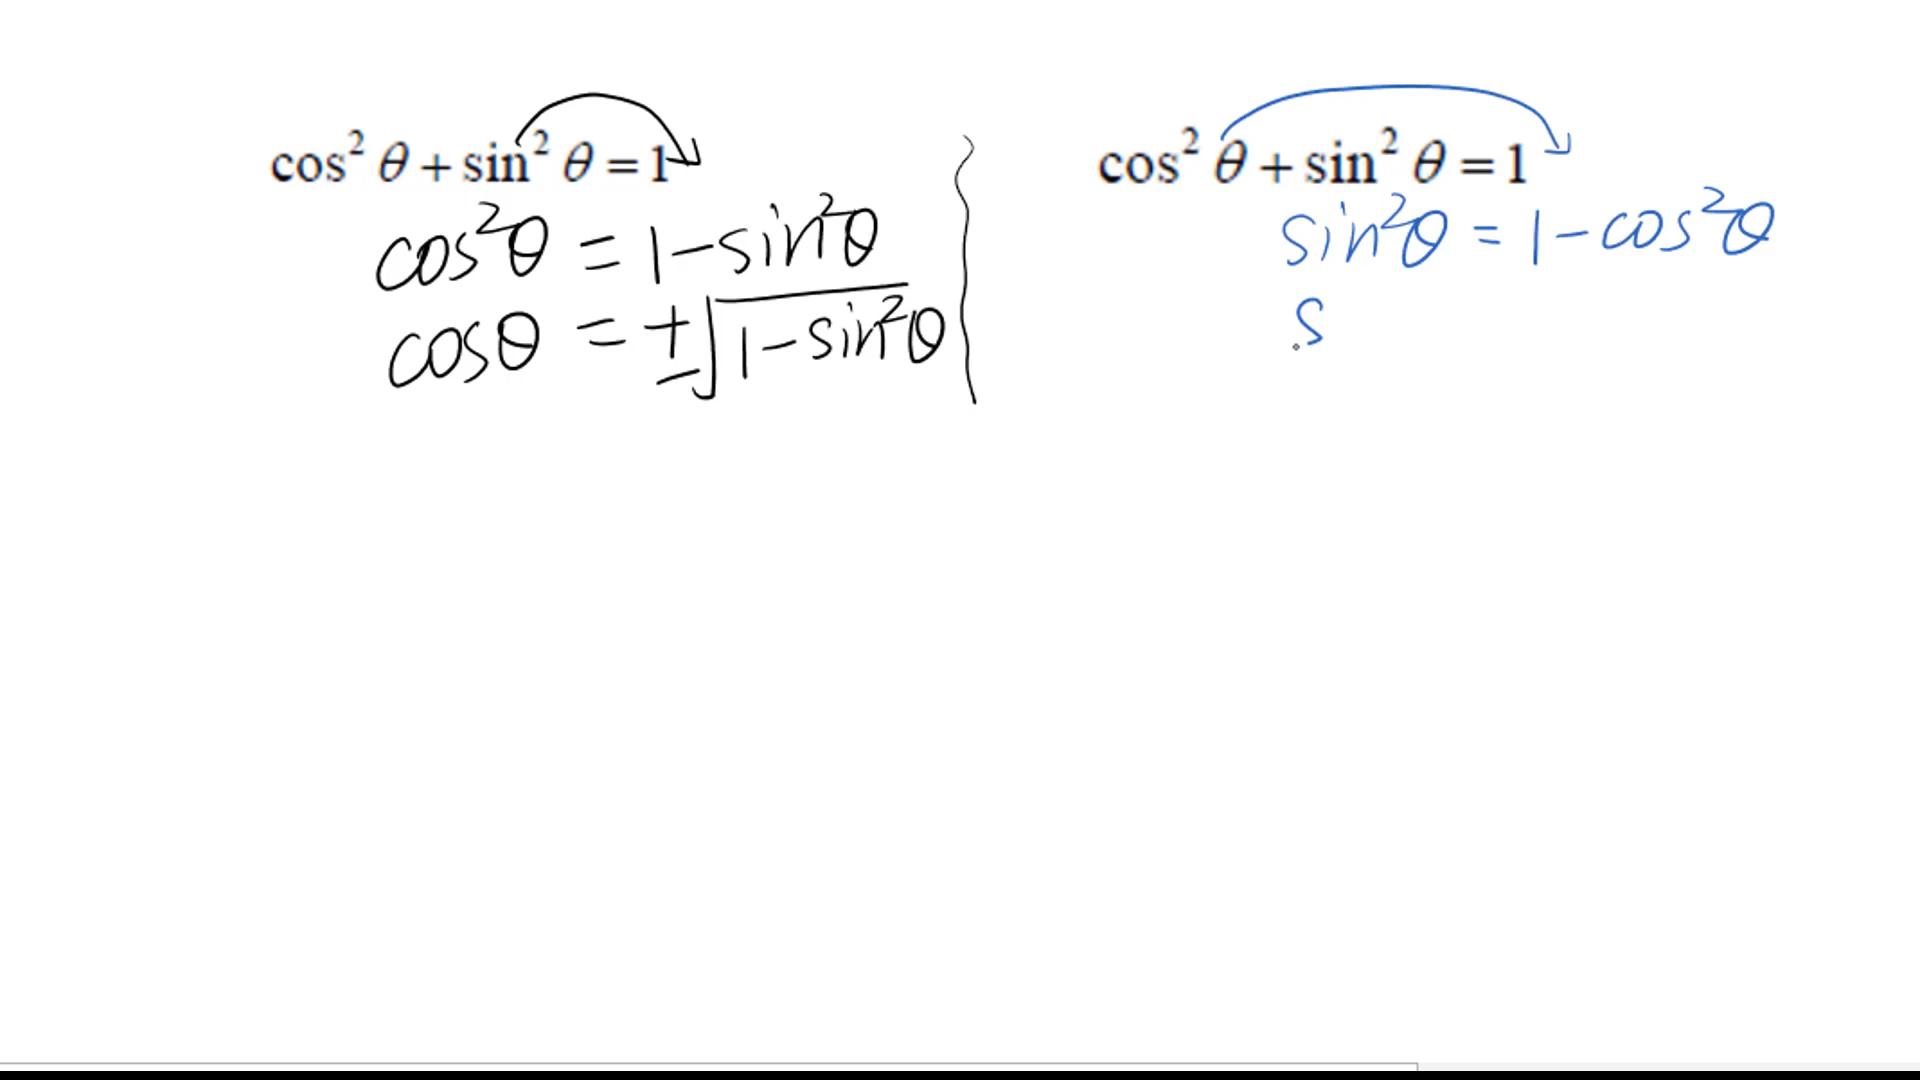 cos² θ + sin² θ = 1
cos²θ = 1 - sin²θ
cosθ = ±√(1 - sin²θ)
cos² θ + sin² θ = 1
sin²θ = 1 - cos²θ
s